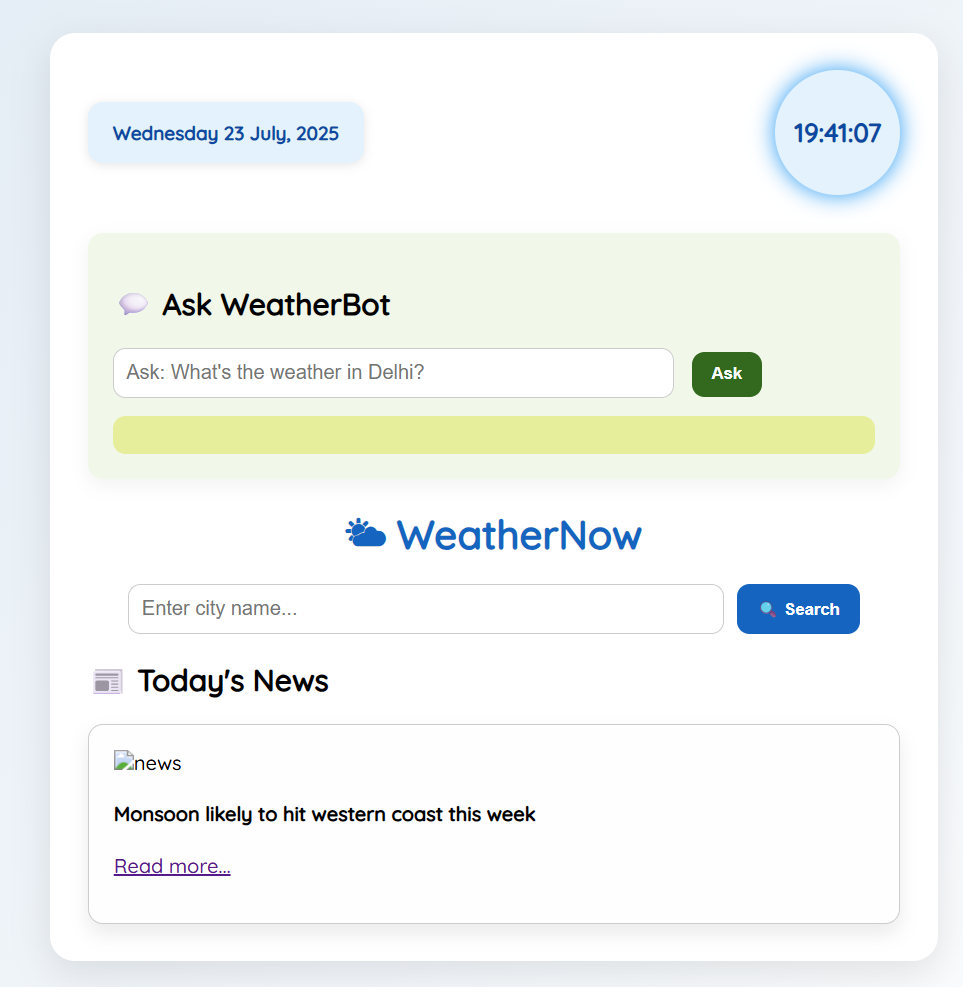 Wednesday 23 July, 2025
19:41:07
Ask WeatherBot
Ask: What's the weather in Delhi?
Ask
WeatherNow
Enter city name...
Search
Today's News
news
Monsoon likely to hit western coast this week
Read more...